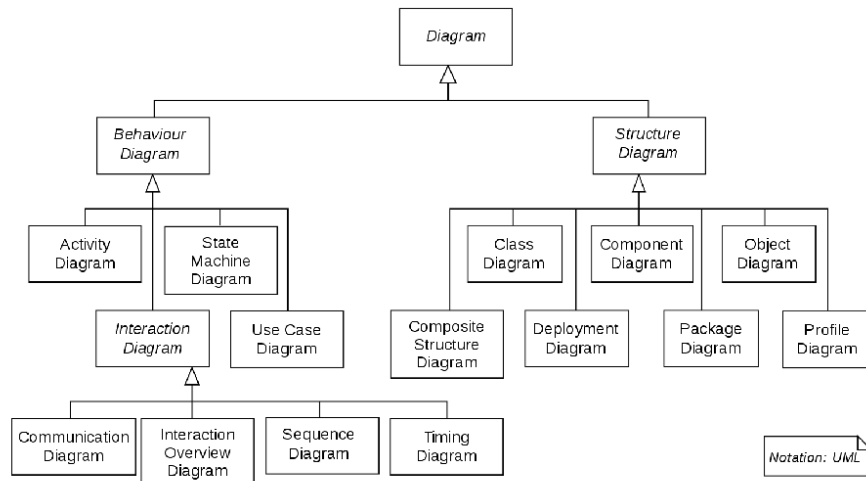 Diagram
Behaviour
Diagram
Structure
Diagram
Activity
Diagram
State
Machine
Diagram
Class
Diagram
Component
Diagram
Object
Diagram
Interaction
Diagram
Use Case
Diagram
Composite
Structure
Diagram
Deployment
Diagram
Package
Diagram
Profile
Diagram
Communication
Diagram
Interaction
Overview
Diagram
Sequence
Diagram
Timing
Diagram
Notation: UML